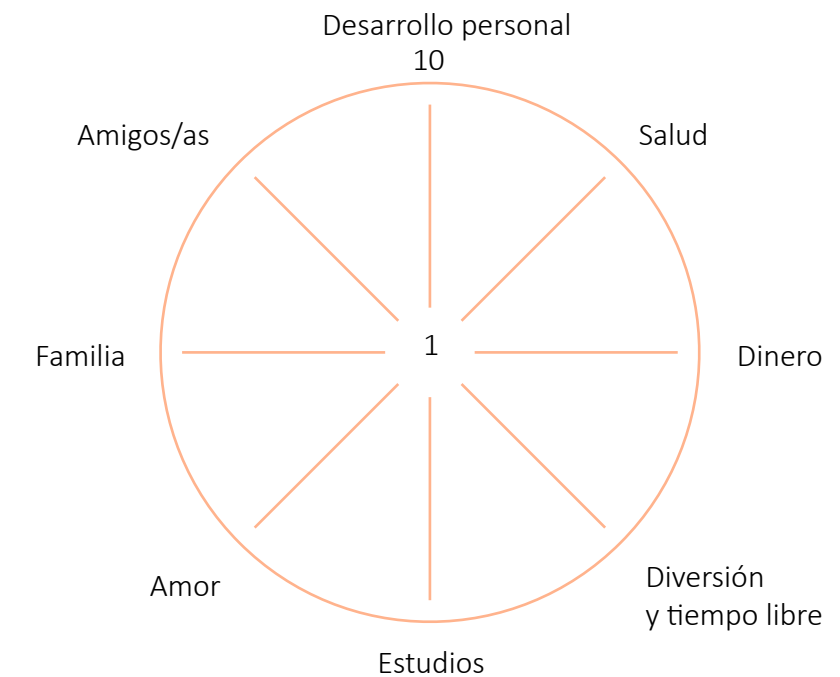 Desarrollo personal
10
Amigos/as
Salud
Familia
1
Dinero
Amor
Diversión
y tiempo libre
Estudios